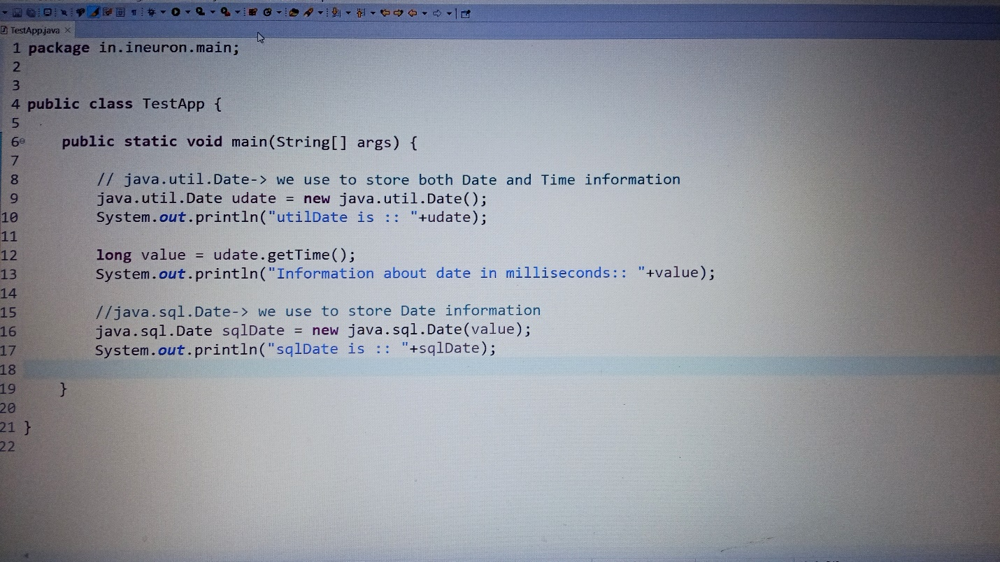 TestApp.java
1 package in.ineuron.main;
2
3
4 public class TestApp {
5
6 public static void main(String[] args) {
7
8 // java.util.Date-> we use to store both Date and Time information
9 java.util.Date udate = new java.util.Date();
10 System.out.println("utilDate is :: "+udate);
11
12 long value = udate.getTime();
13 System.out.println("Information about date in milliseconds:: "+value);
14
15 //java.sql.Date-> we use to store Date information
16 java.sql.Date sqlDate = new java.sql.Date(value);
17 System.out.println("sqlDate is :: "+sqlDate);
18
19 }
20
21 }
22